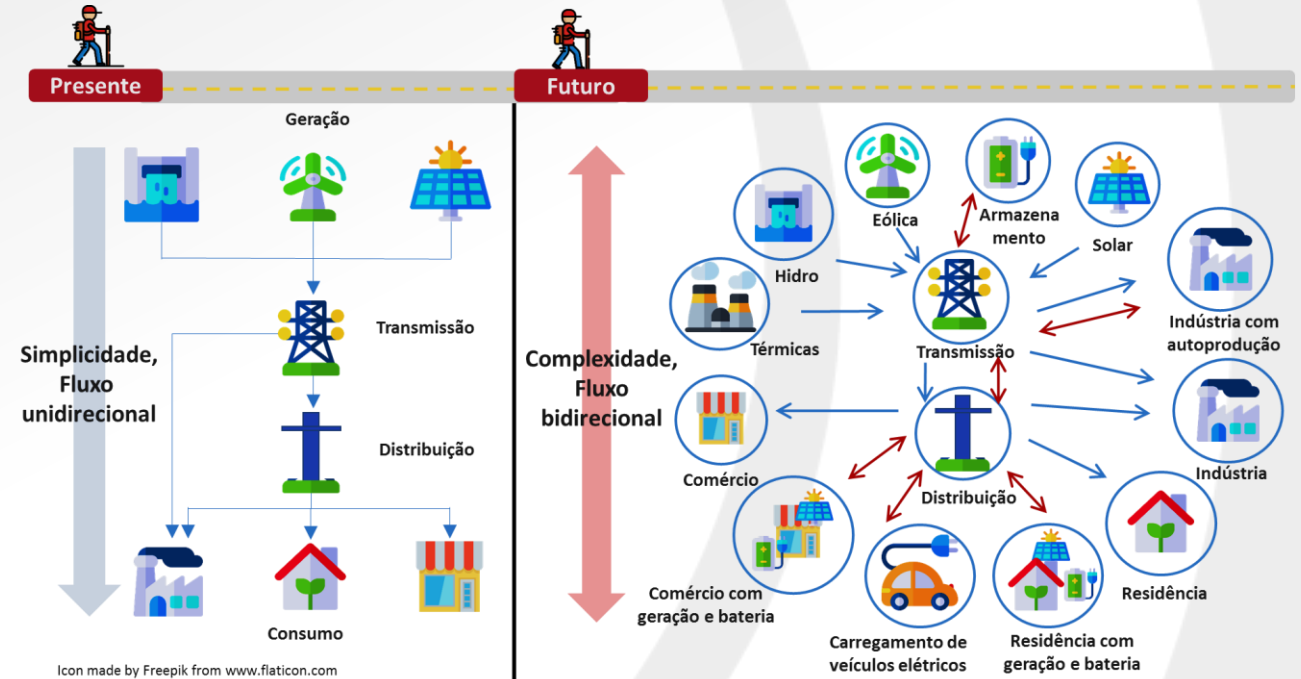 Presente
Futuro
Geração
Transmissão
Simplicidade,
Fluxo
unidirecional
Distribuição
Consumo
Icon made by Freepik from www.flaticon.com
Complexidade,
Fluxo
bidirecional
Eólica
Armazena
mento
Solar
Hidro
Térmicas
Transmissão
Indústria com
autoprodução
Comércio
Distribuição
Indústria
Residência
Comércio com
geração e bateria
Carregamento de
veículos elétricos
Residência com
geração e bateria